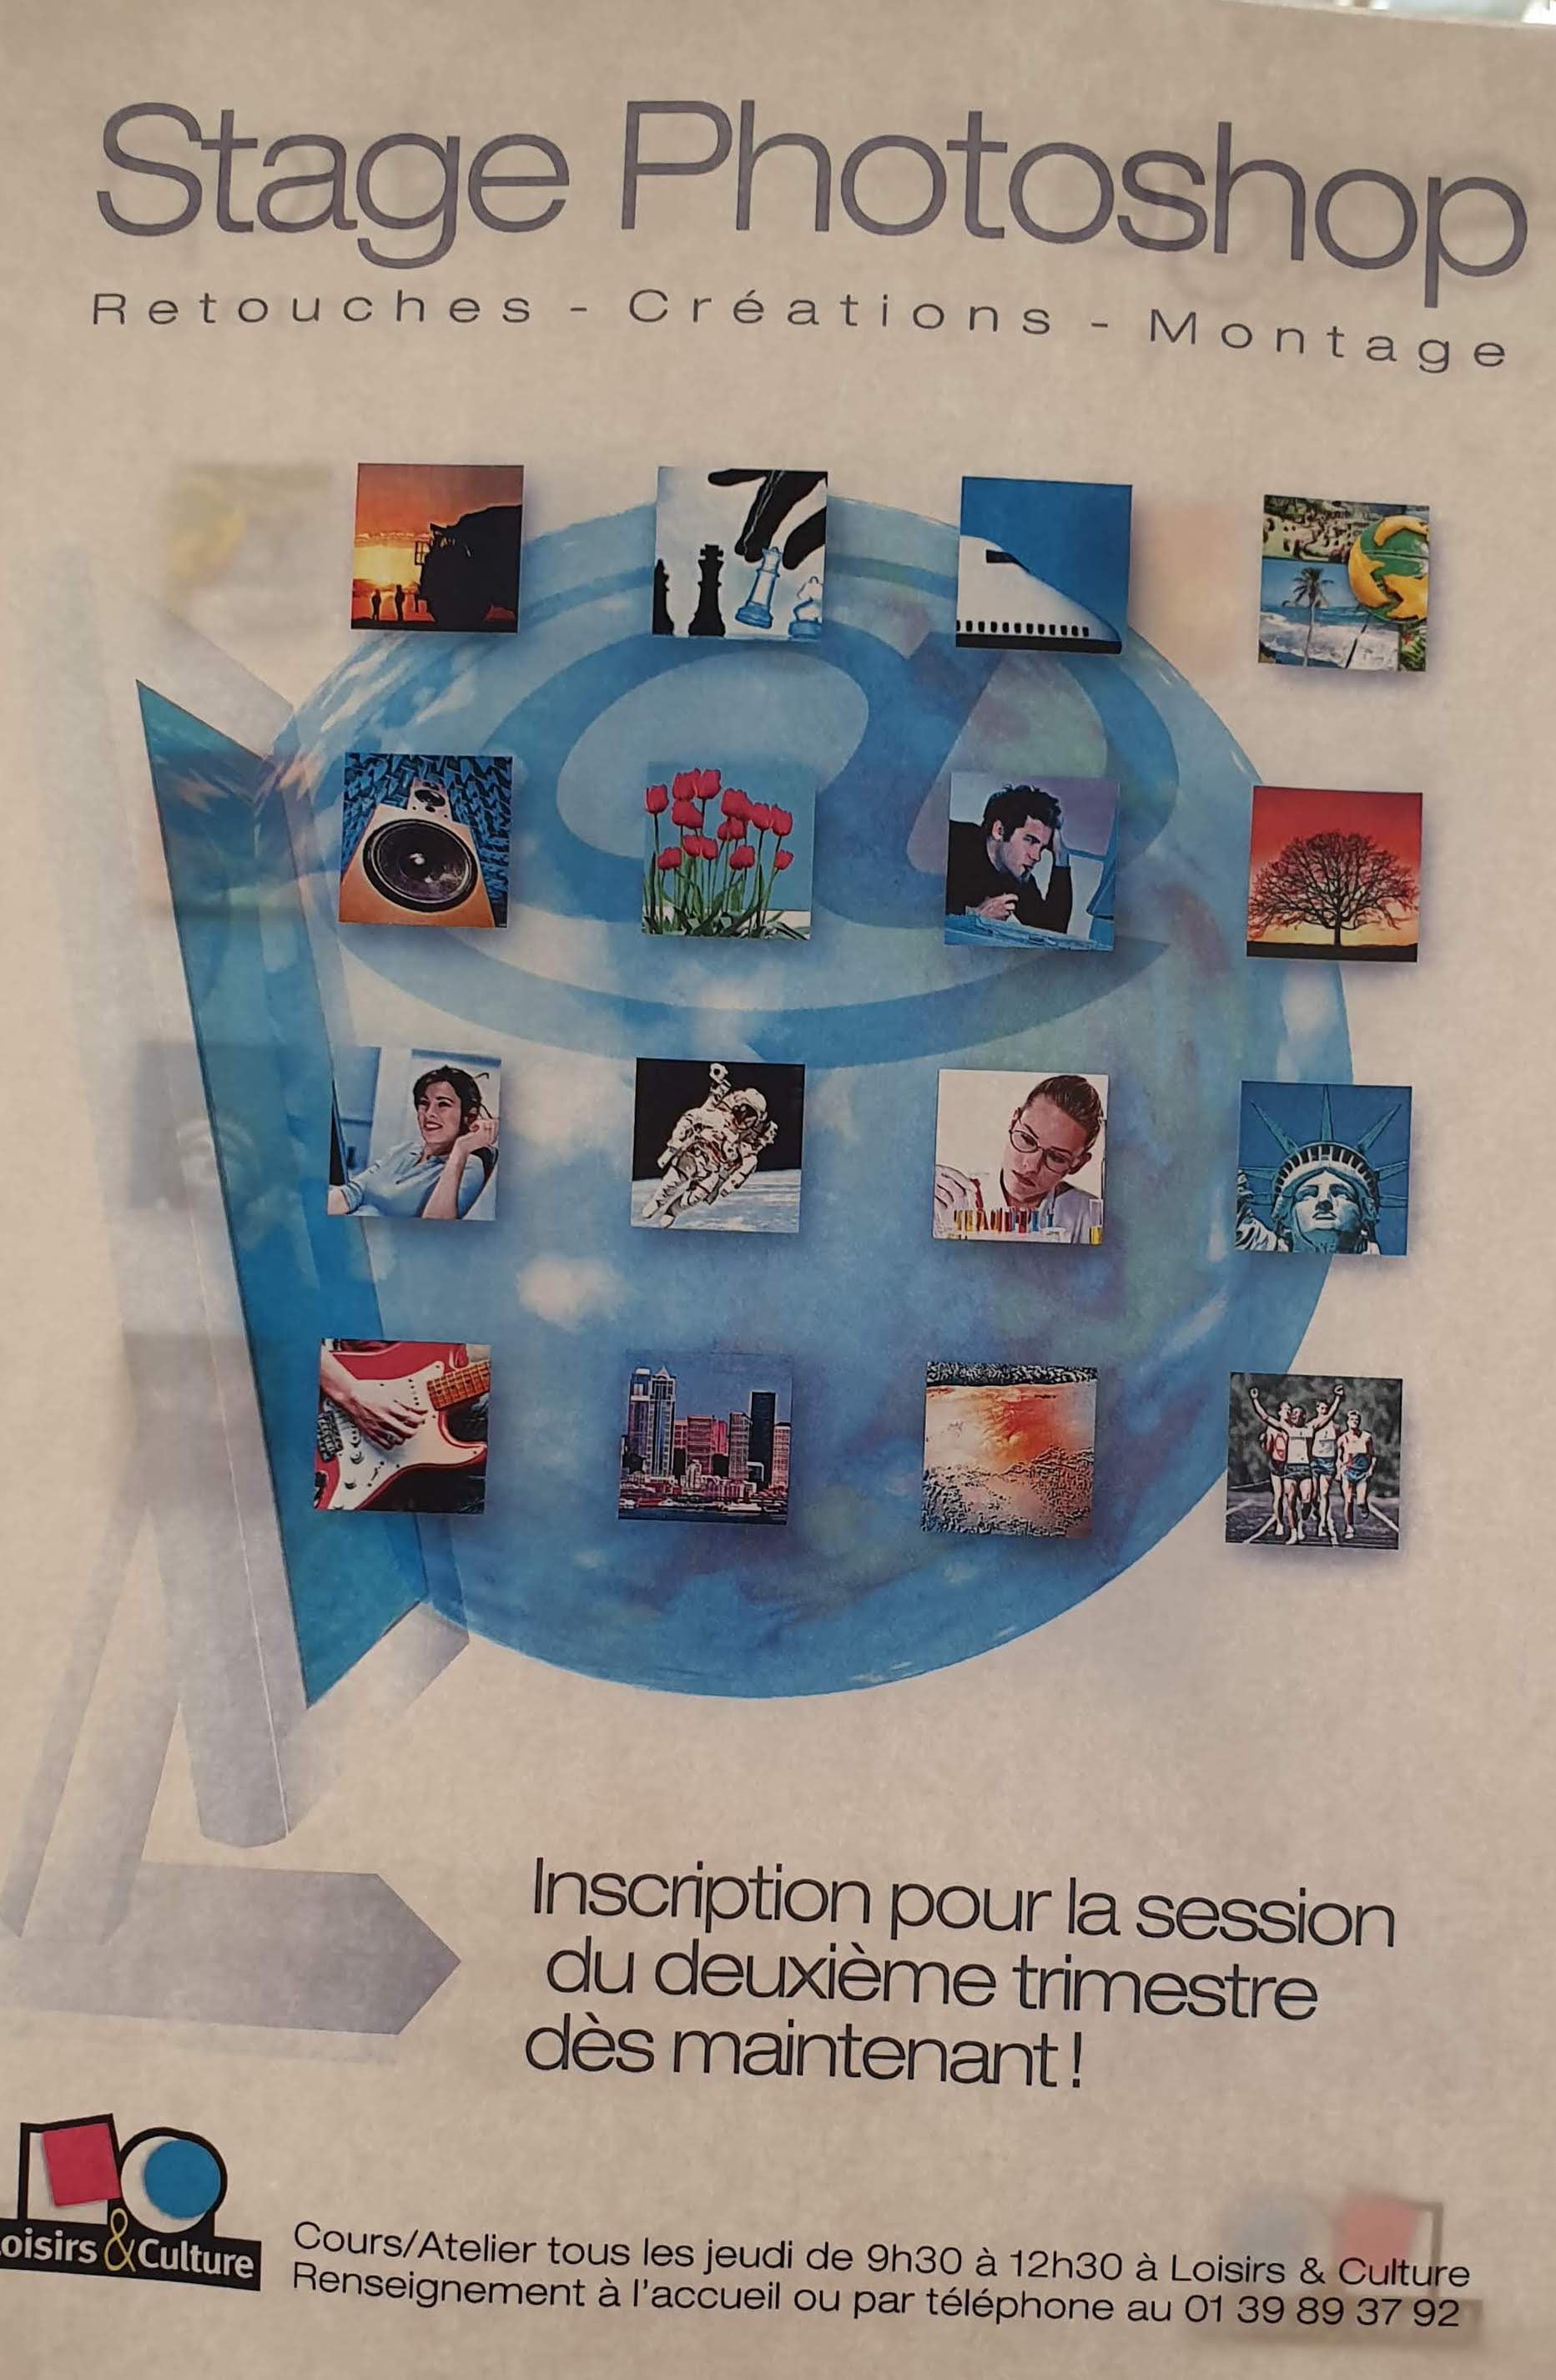 Stage Photoshop
Retouches - Créations - Montage
Inscription pour la session
du deuxième trimestre
dès maintenant !
oisirs & Culture
Cours/Atelier tous les jeudi de 9h30 à 12h30 à Loisirs & Culture
Renseignement à l'accueil ou par téléphone au 01 39 89 37 92